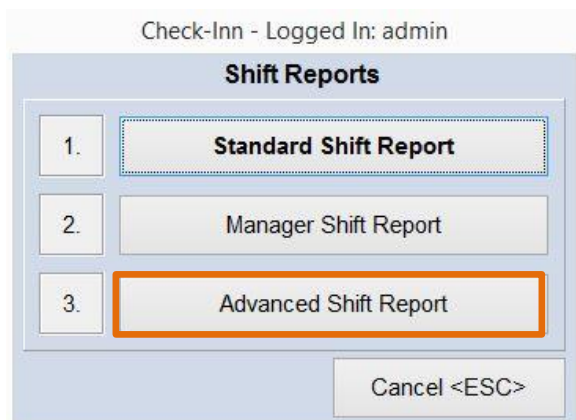 Check-Inn - Logged In: admin
Shift Reports
1. Standard Shift Report
2. Manager Shift Report
3. Advanced Shift Report
Cancel <ESC>